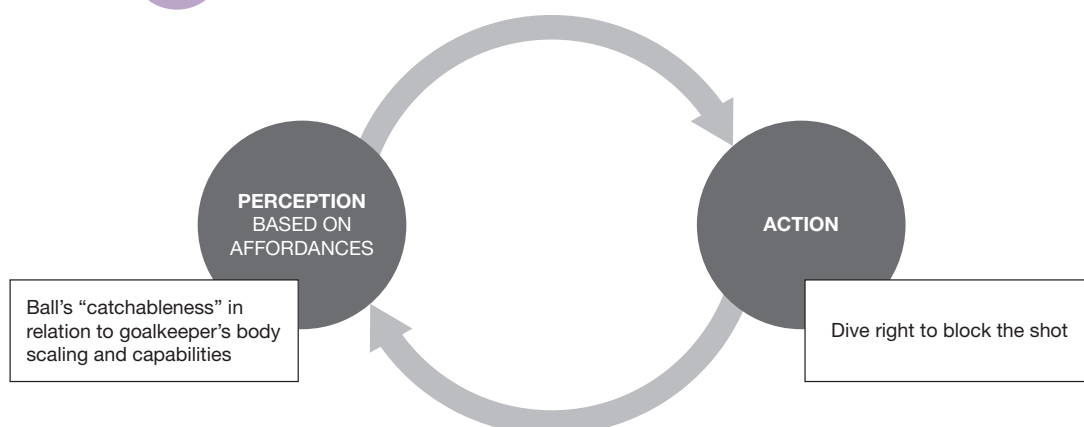 PERCEPTION
BASED ON
AFFORDANCES
ACTION
Ball’s “catchableness” in
relation to goalkeeper’s body
scaling and capabilities
Dive right to block the shot